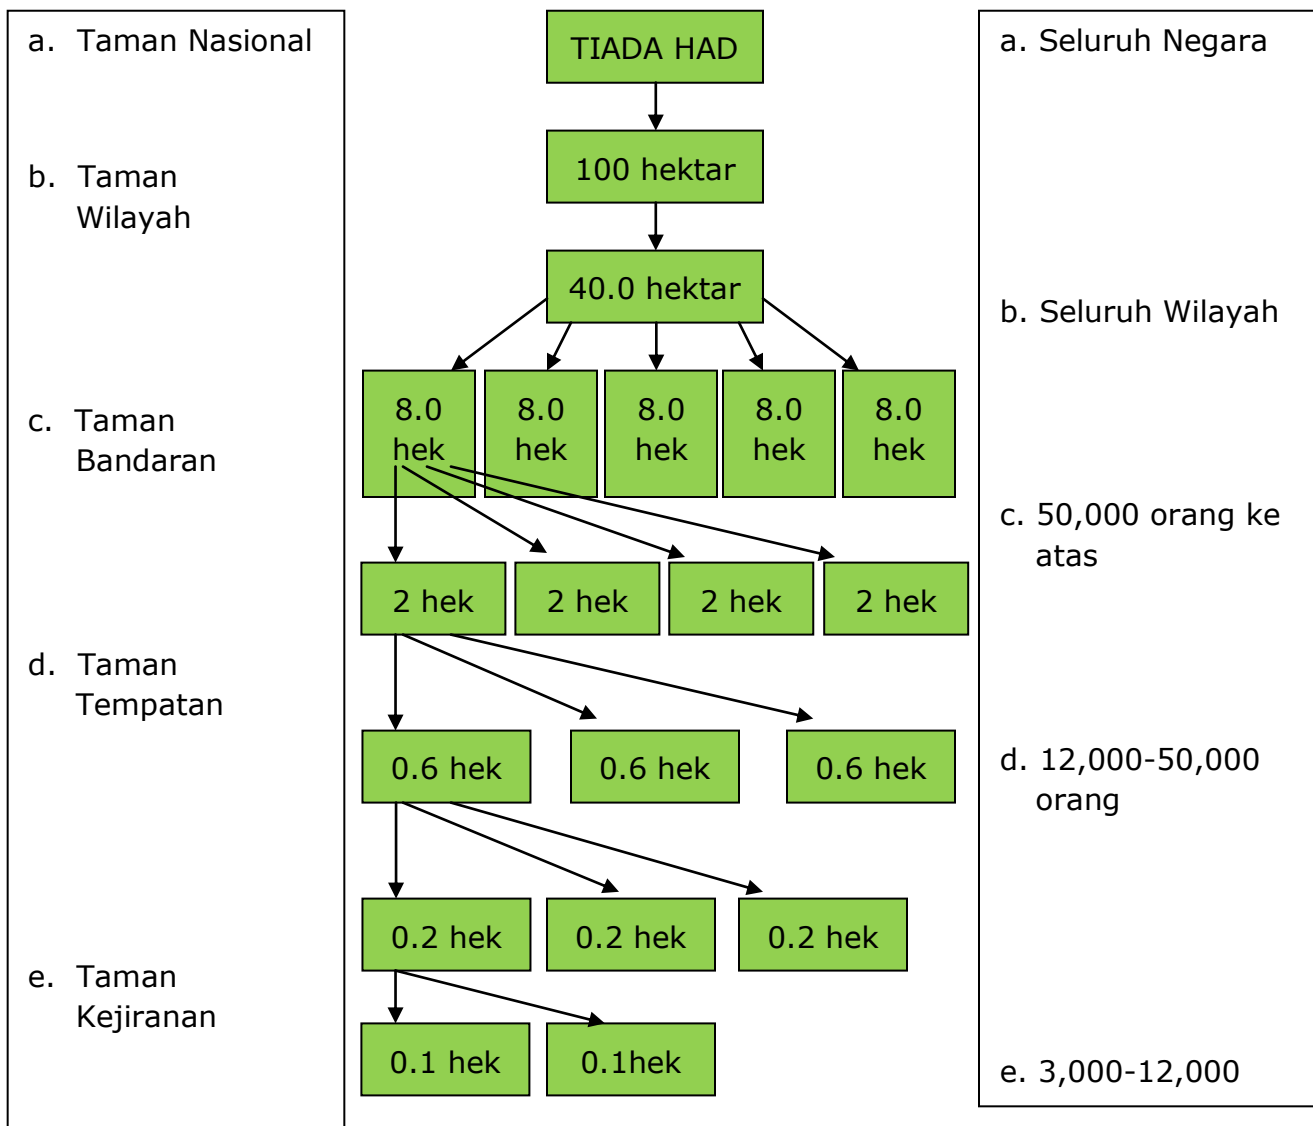 a. Taman Nasional
b. Taman
Wilayah
c. Taman
Bandaran
d. Taman
Tempatan
e. Taman
Kejiranan
TIADA HAD
100 hektar
40.0 hektar
8.0
hek
8.0
hek
8.0
hek
8.0
hek
8.0
hek
2 hek
2 hek
2 hek
2 hek
0.6 hek
0.6 hek
0.6 hek
0.2 hek
0.2 hek
0.2 hek
0.1 hek
0.1hek
a. Seluruh Negara
b. Seluruh Wilayah
c. 50,000 orang ke
atas
d. 12,000-50,000
orang
e. 3,000-12,000